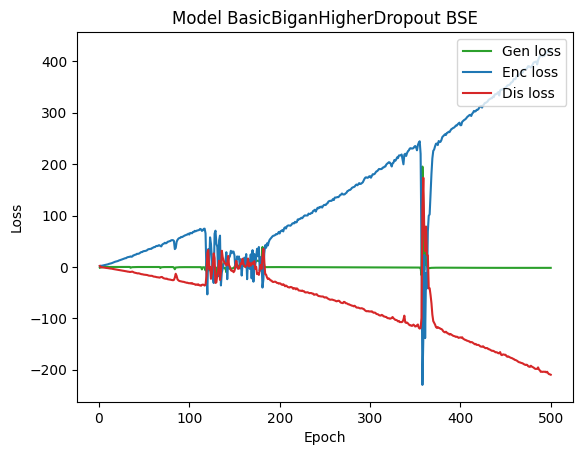 Model BasicBiganHigherDropout BSE
Gen loss
Enc loss
Dis loss
400
300
200
100
0
−100
−200
Loss
0
100
200
300
400
500
Epoch